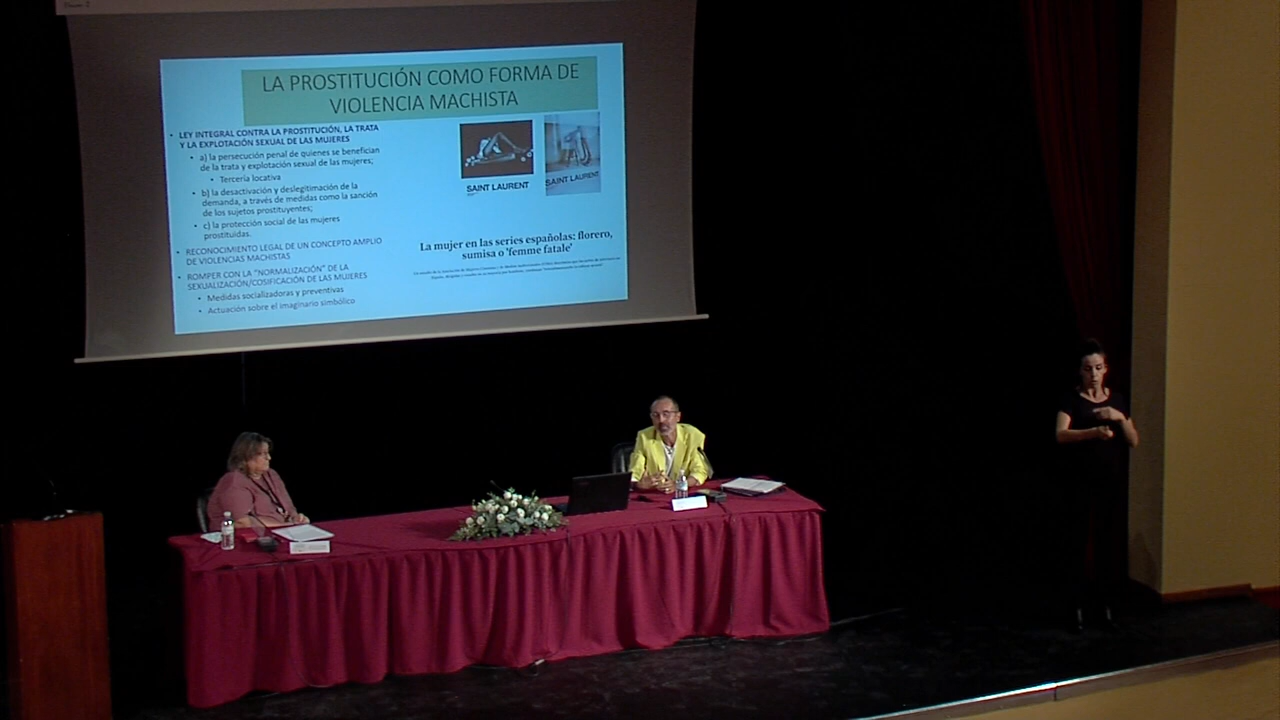 LA PROSTITUCIÓN COMO FORMA DE
VIOLENCIA MACHISTA
• LEY INTEGRAL CONTRA LA PROSTITUCIÓN, LA TRATA
Y LA EXPLOTACIÓN SEXUAL DE LAS MUJERES
• a) la persecución penal de quienes se benefician
de la trata y explotación sexual de las mujeres;
• Tercería locativa
• b) la desactivación y deslegitimación de la
demanda, a través de medidas como la sanción
de los sujetos prostituyentes;
• c) la protección social de las mujeres
prostituidas.
• RECONOCIMIENTO LEGAL DE UN CONCEPTO AMPLIO
DE VIOLENCIAS MACHISTAS
• ROMPER CON LA "NORMALIZACIÓN" DE LA
SEXUALIZACIÓN/COSIFICACIÓN DE LAS MUJERES
• Medidas socializadoras y preventivas
• Actuación sobre el imaginario simbólico
SAINT LAURENT
SAINT LAURENT
La mujer en las series españolas: florero,
sumisa o 'femme fatale'